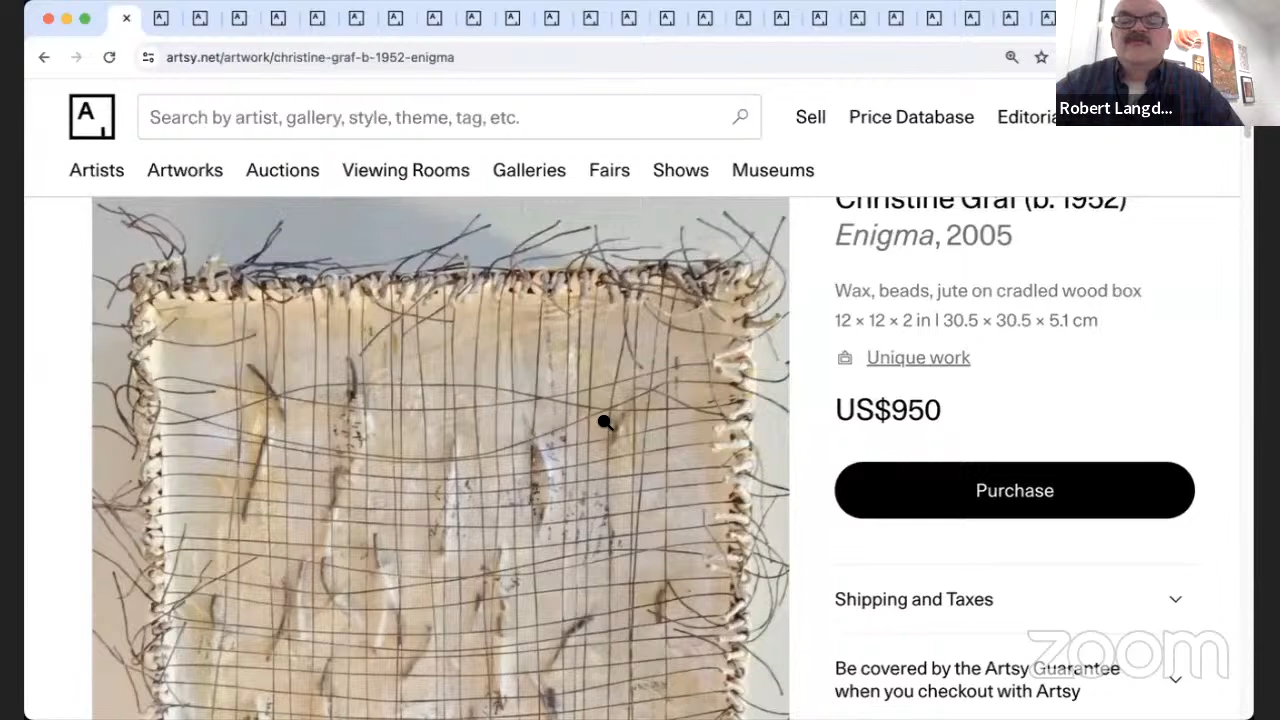 artsy.net/artwork/christine-graf-b-1952-enigma
Robert Langd...
Search by artist, gallery, style, theme, tag, etc.
Sell Price Database Editoria
Artists Artworks Auctions Viewing Rooms Galleries Fairs Shows Museums
Christine Graf (b. 1952)
Enigma, 2005
Wax, beads, jute on cradled wood box
12 × 12 × 2 in | 30.5 × 30.5 × 5.1 cm
Unique work
US$950
Purchase
Shipping and Taxes
Be covered by the Artsy Guarantee
when you checkout with Artsy
zoom